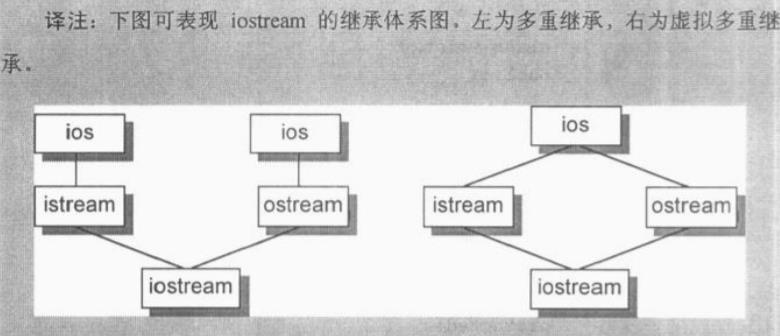 译注：下图可表现 iostream 的继承体系图。左为多重继承，右为虚拟多重继
承。
ios ios ios
istream ostream istream ostream
iostream iostream